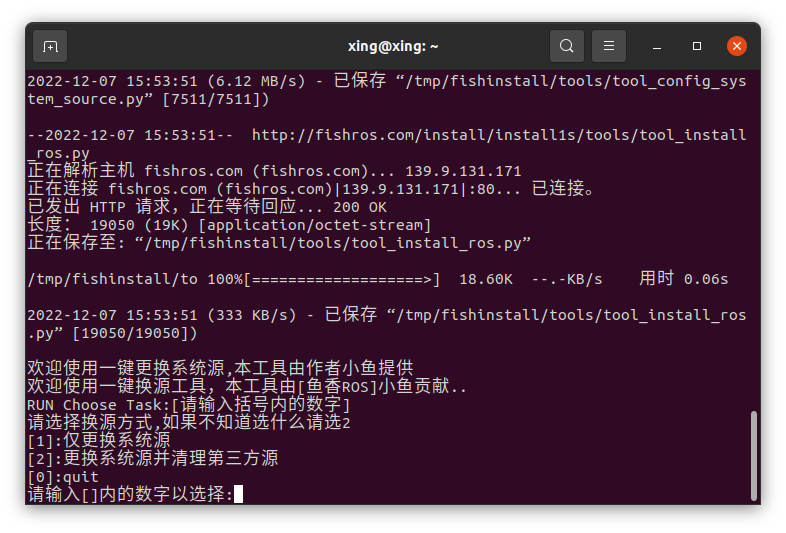 xing@xing: ~
2022-12-07 15:53:51 (6.12 MB/s) - 已保存 “/tmp/fishinstall/tools/tool_config_sys
tem_source.py” [7511/7511])
--2022-12-07 15:53:51--  http://fishros.com/install/install1s/tools/tool_install
_ros.py
正在解析主机 fishros.com (fishros.com)... 139.9.131.171
正在连接 fishros.com (fishros.com)|139.9.131.171|:80... 已连接。
已发出 HTTP 请求，正在等待回应... 200 OK
长度： 19050 (19K) [application/octet-stream]
正在保存至: “/tmp/fishinstall/tools/tool_install_ros.py”
/tmp/fishinstall/to 100%[===================>]  18.60K  --.-KB/s    用时 0.06s
2022-12-07 15:53:51 (333 KB/s) - 已保存 “/tmp/fishinstall/tools/tool_install_ros
.py” [19050/19050])
欢迎使用一键更换系统源,本工具由作者小鱼提供
欢迎使用一键换源工具，本工具由[鱼香ROS]小鱼贡献..
RUN Choose Task:[请输入括号内的数字]
请选择换源方式,如果不知道选什么请选2
[1]:仅更换系统源
[2]:更换系统源并清理第三方源
[0]:quit
请输入[]内的数字以选择: